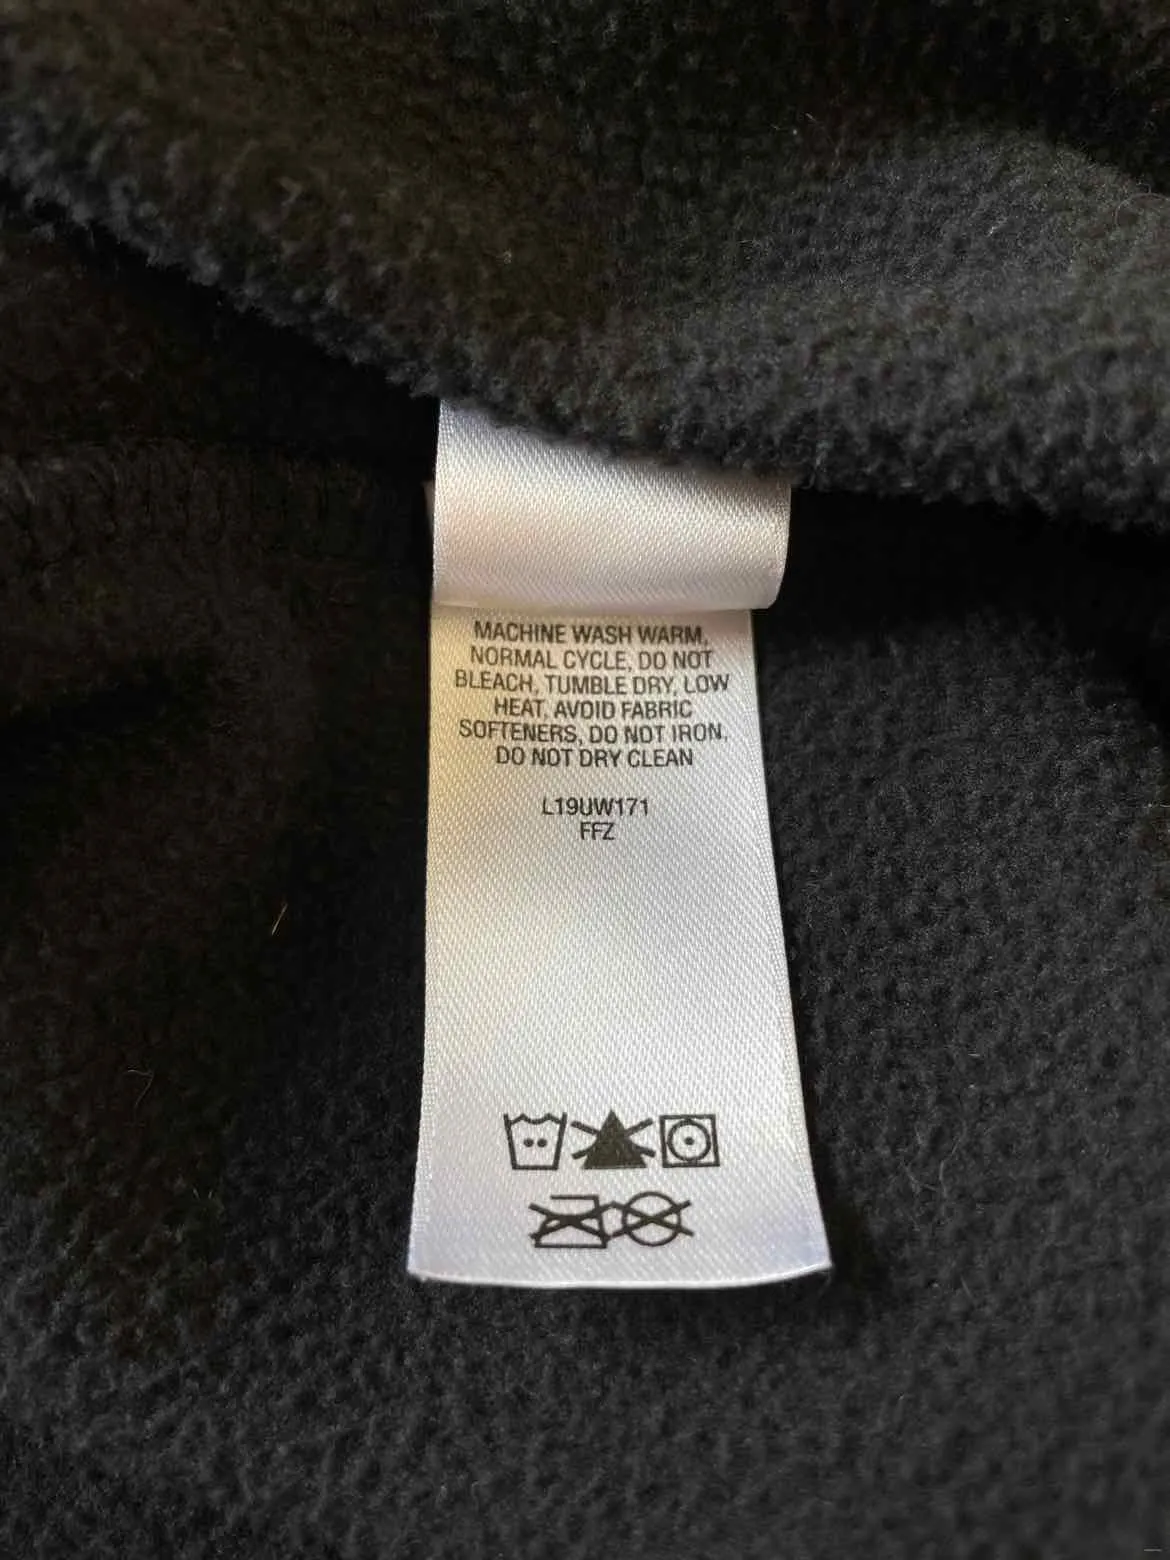 MACHINE WASH WARM,
NORMAL CYCLE, DO NOT
BLEACH, TUMBLE DRY, LOW
HEAT, AVOID FABRIC
SOFTENERS, DO NOT IRON.
DO NOT DRY CLEAN
L19UW171
FFZ